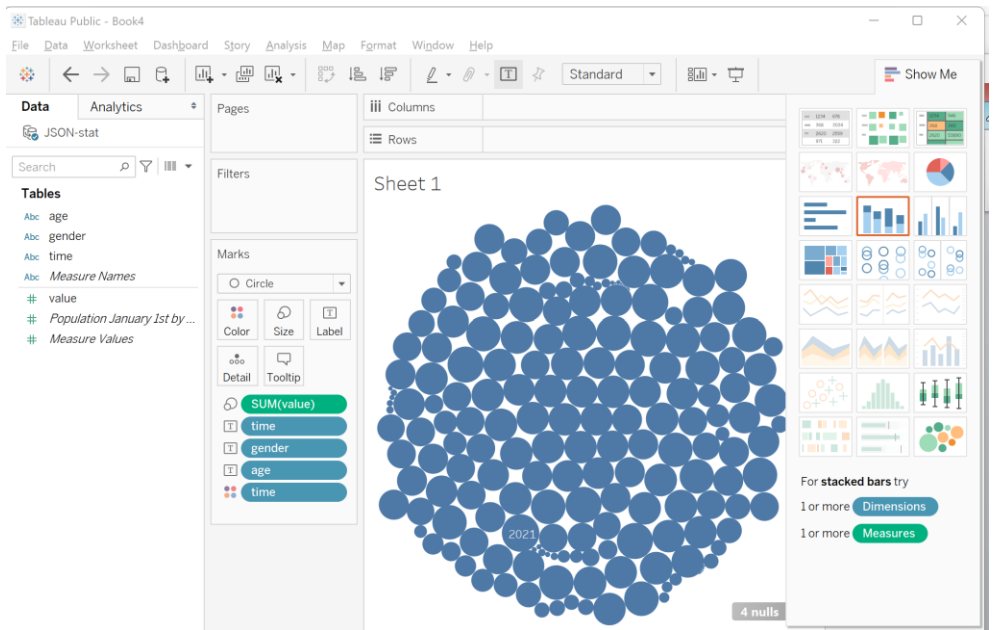 Tableau Public - Book4
File Data Worksheet Dashboard Story Analysis Map Format Window Help
Standard
Show Me
Data Analytics
JSON-stat
Search
Tables
Abc age
Abc gender
Abc time
Abc Measure Names
# value
# Population January 1st by ...
# Measure Values
Pages
Filters
Marks
Circle
Color Size Label
Detail Tooltip
SUM(value)
time
gender
age
time
Columns
Rows
Sheet 1
2021
4 nulls
For stacked bars try
1 or more Dimensions
1 or more Measures